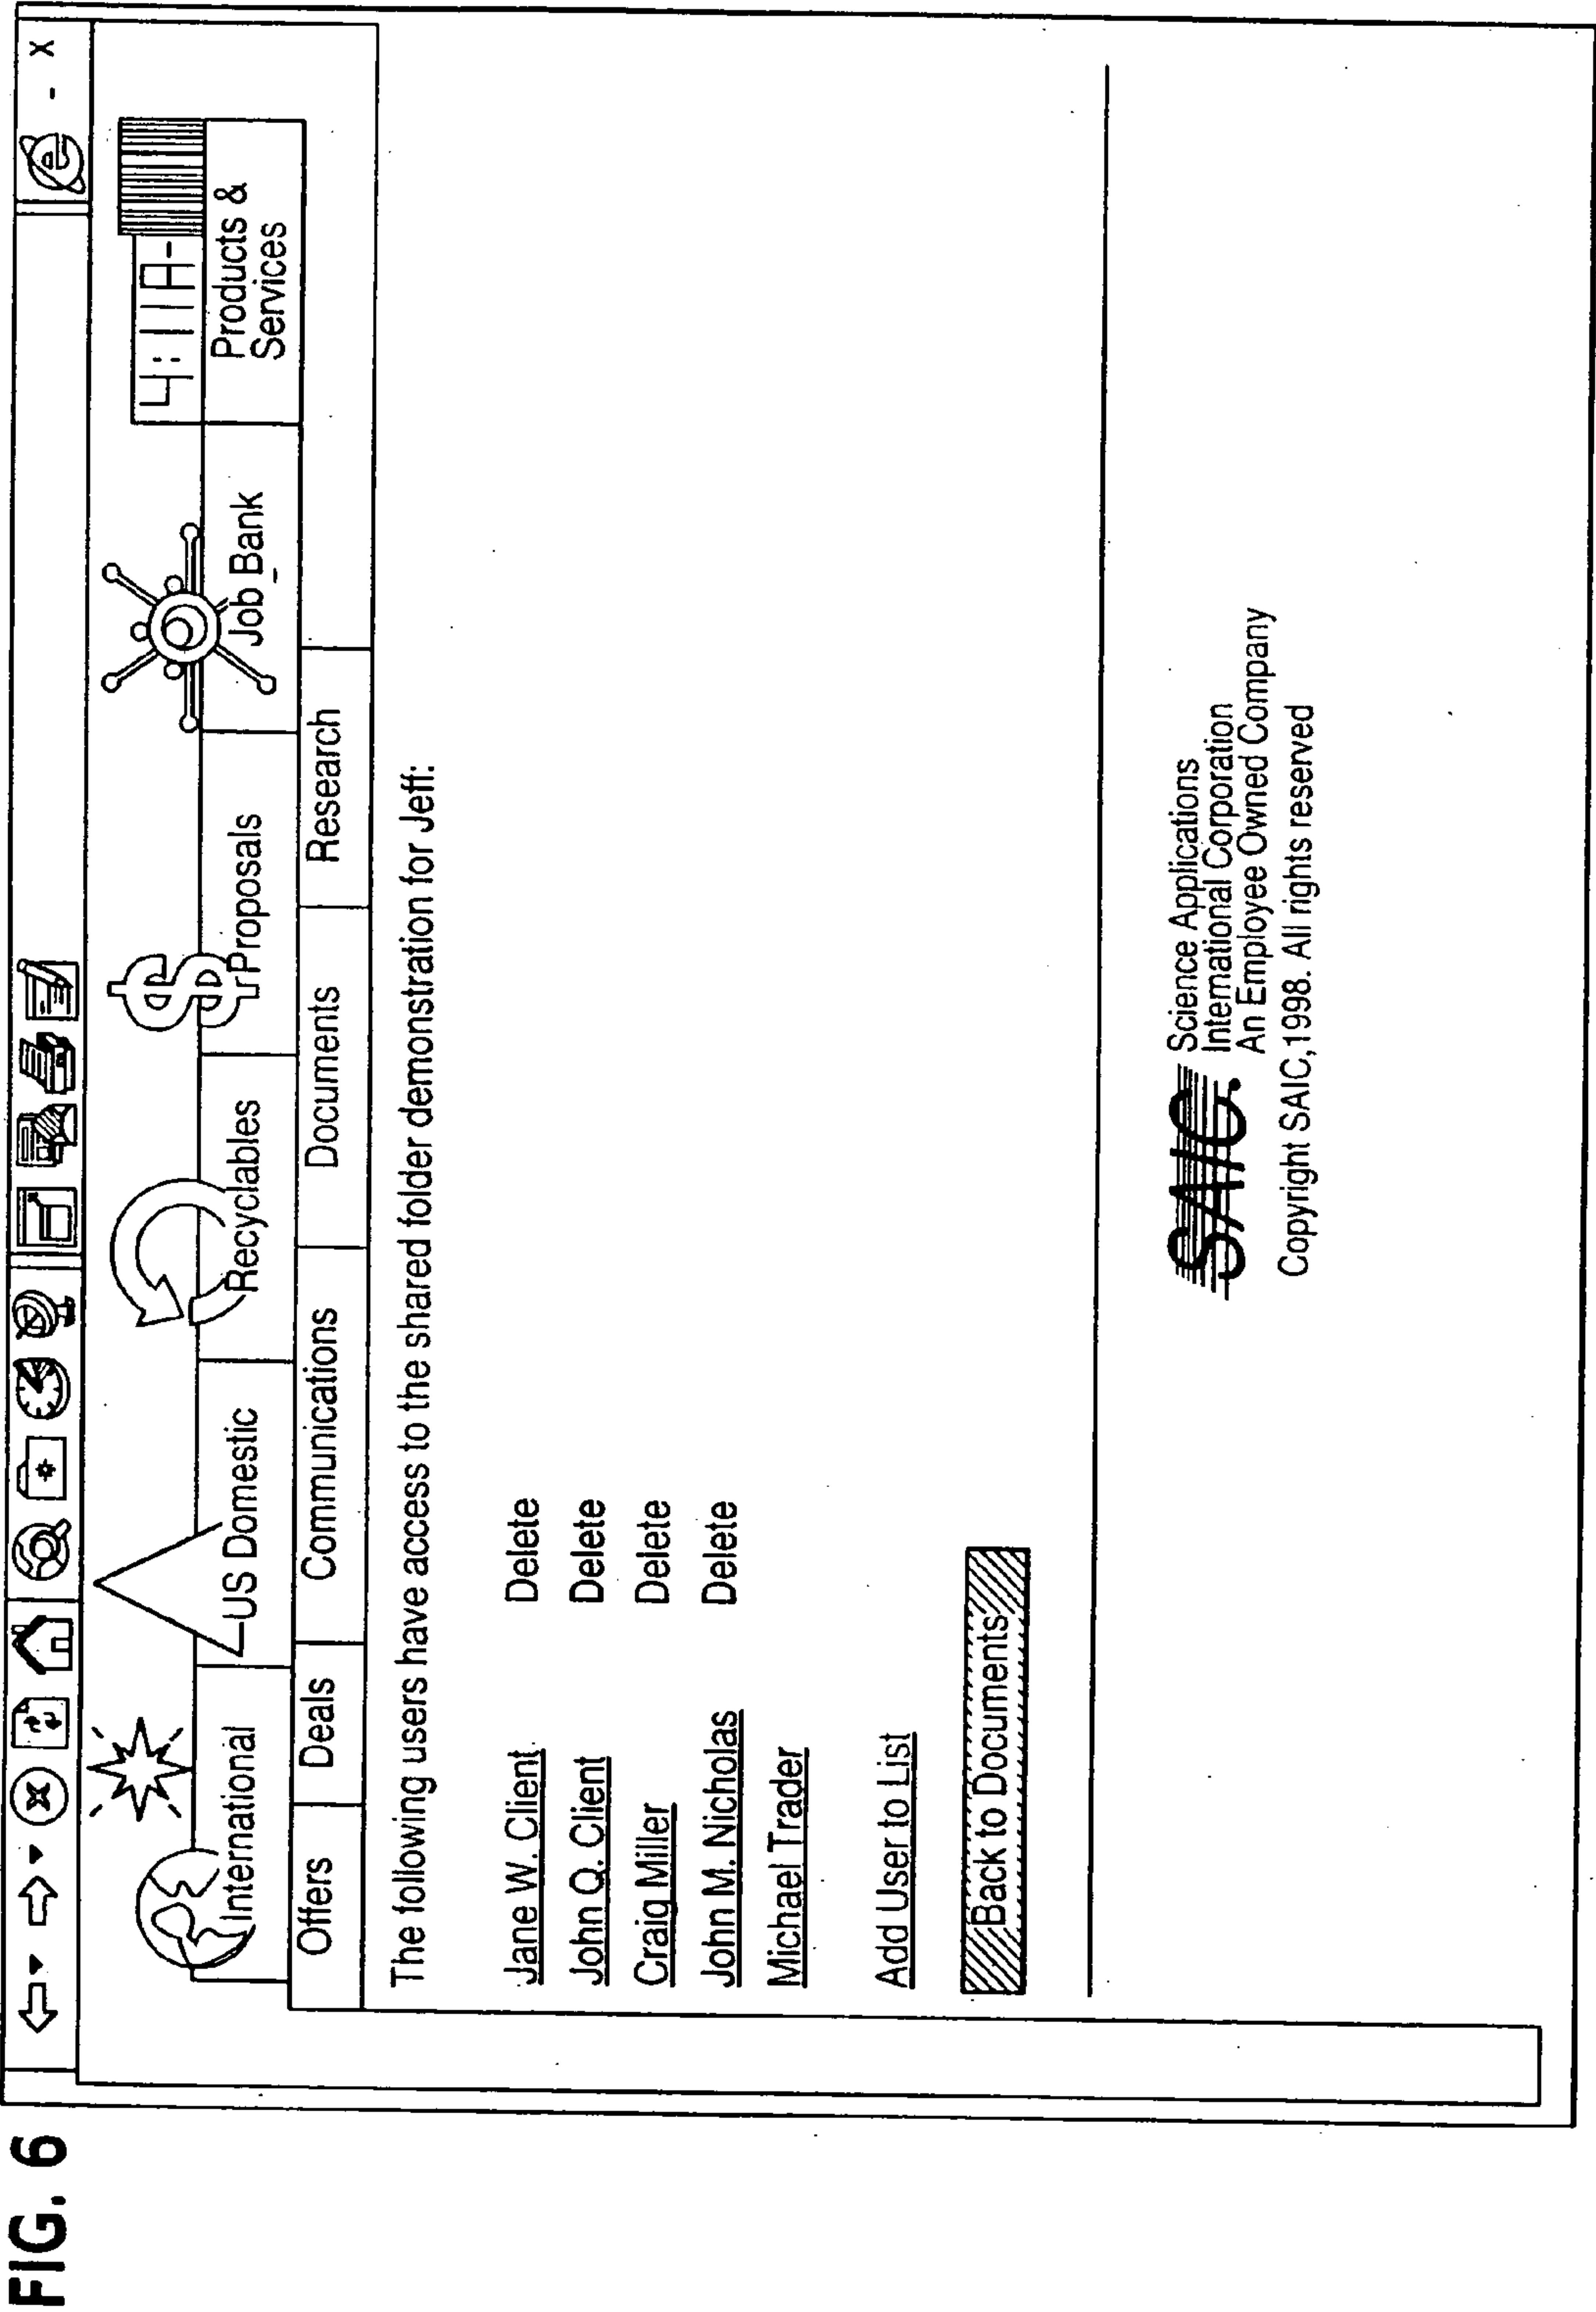 FIG. 6
- X
4:11A-
International
US Domestic
Recyclables
Proposals
Job Bank
Products &
Services
Offers
Deals
Communications
Documents
Research
The following users have access to the shared folder demonstration for Jeff:
Jane W. Client Delete
John Q. Client Delete
Craig Miller Delete
John M. Nicholas Delete
Michael Trader
Add User to List
Back to Documents
SAIC. Science Applications
International Corporation
An Employee Owned Company
Copyright SAIC,1998. All rights reserved